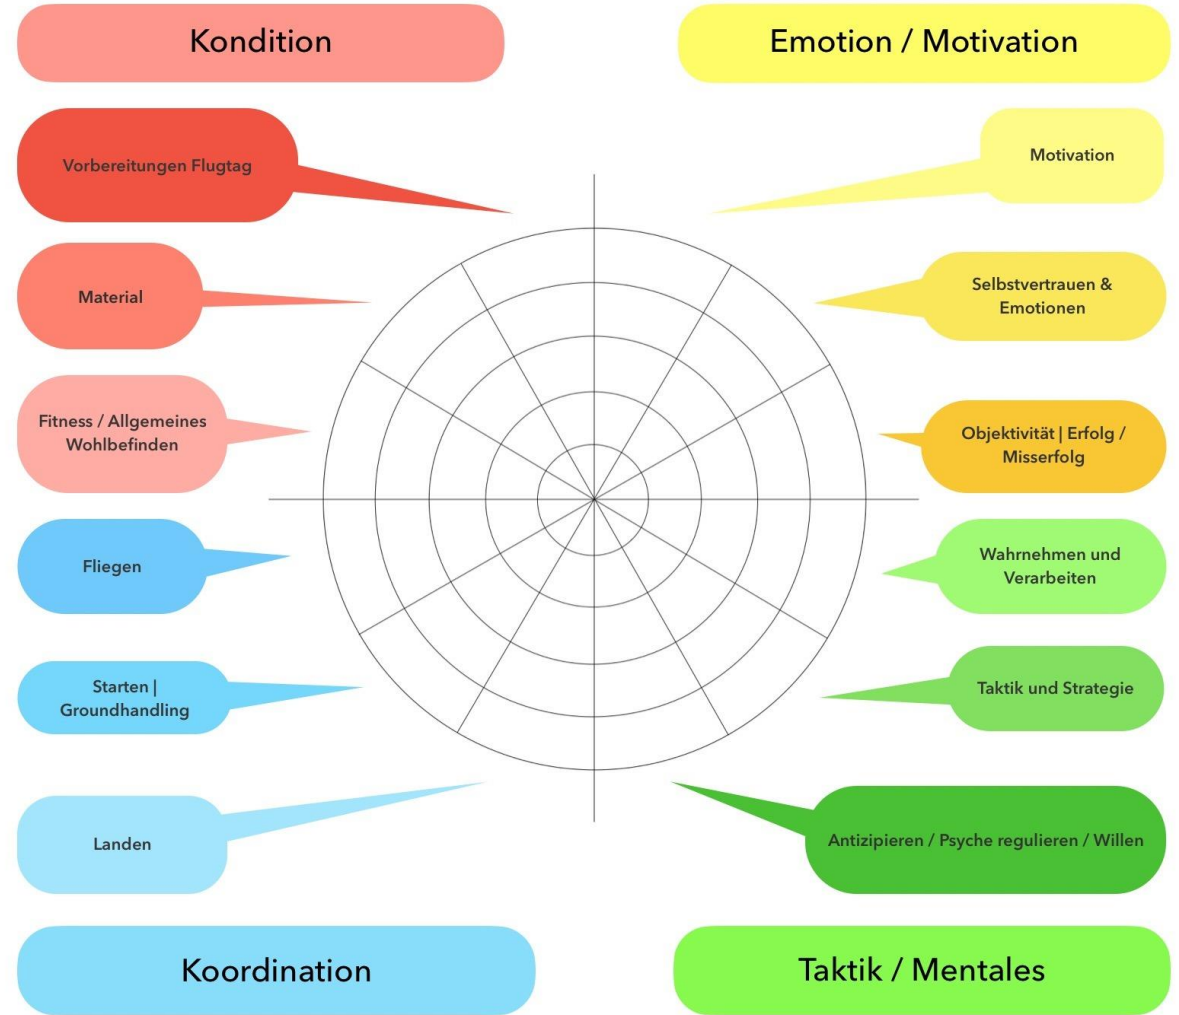 Kondition
Emotion / Motivation
Vorbereitungen Flugtag
Motivation
Material
Selbstvertrauen &
Emotionen
Fitness / Allgemeines
Wohlbefinden
Objektivität | Erfolg /
Misserfolg
Fliegen
Wahrnehmen und
Verarbeiten
Starten |
Groundhandling
Taktik und Strategie
Landen
Antizipieren / Psyche regulieren / Willen
Koordination
Taktik / Mentales